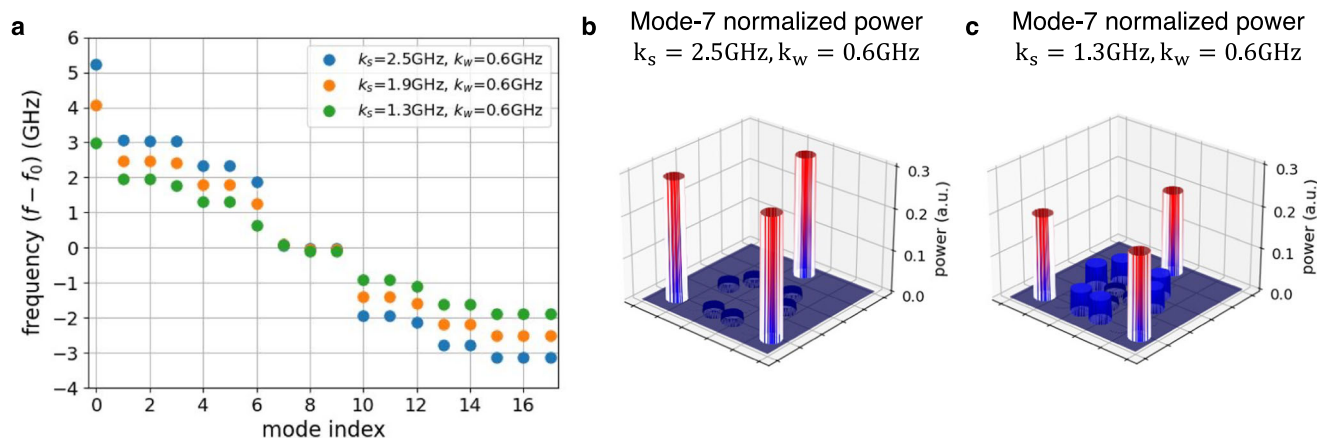 a
6
5
4
3
2
1
0
−1
−2
−3
−4
frequency (f − f₀) (GHz)
kₛ=2.5GHz, k_w=0.6GHz
kₛ=1.9GHz, k_w=0.6GHz
kₛ=1.3GHz, k_w=0.6GHz
0 2 4 6 8 10 12 14 16
mode index
b Mode-7 normalized power
kₛ = 2.5GHz, k_w = 0.6GHz
0.3
0.2
0.1
0.0
power (a.u.)
c Mode-7 normalized power
kₛ = 1.3GHz, k_w = 0.6GHz
0.3
0.2
0.1
0.0
power (a.u.)